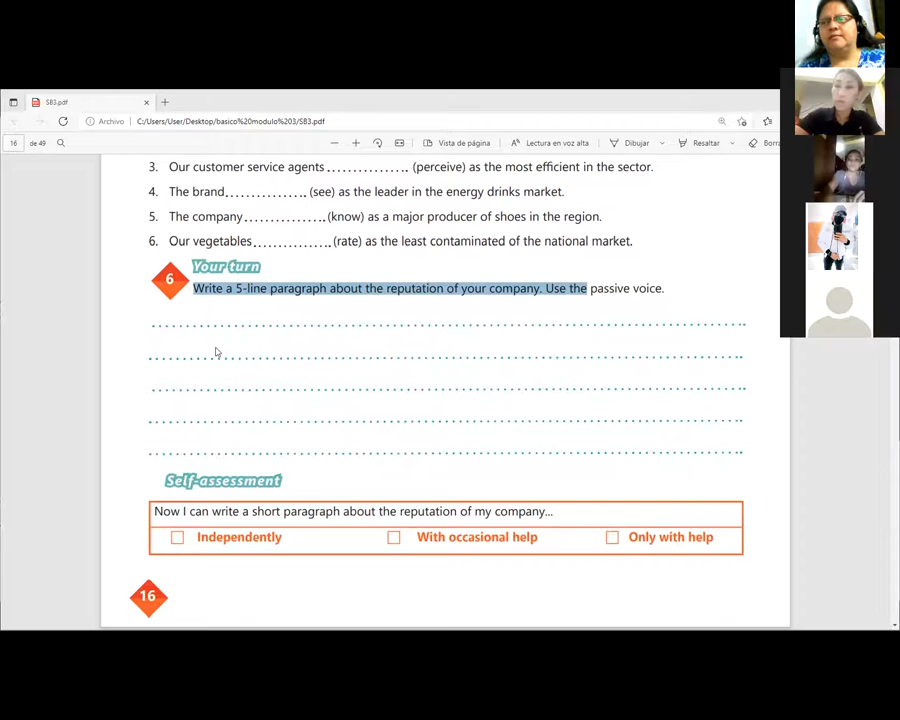 SB3.pdf
Archivo C:/Users/User/Desktop/basico%20modulo%203/SB3.pdf
16 de 49 Vista de página Lectura en voz alta Dibujar Resaltar Borra
3. Our customer service agents ................ (perceive) as the most efficient in the sector.
4. The brand................ (see) as the leader in the energy drinks market.
5. The company................(know) as a major producer of shoes in the region.
6. Our vegetables................ (rate) as the least contaminated of the national market.
Your turn
6 Write a 5-line paragraph about the reputation of your company. Use the passive voice.
Self-assessment
Now I can write a short paragraph about the reputation of my company...
Independently With occasional help Only with help
16